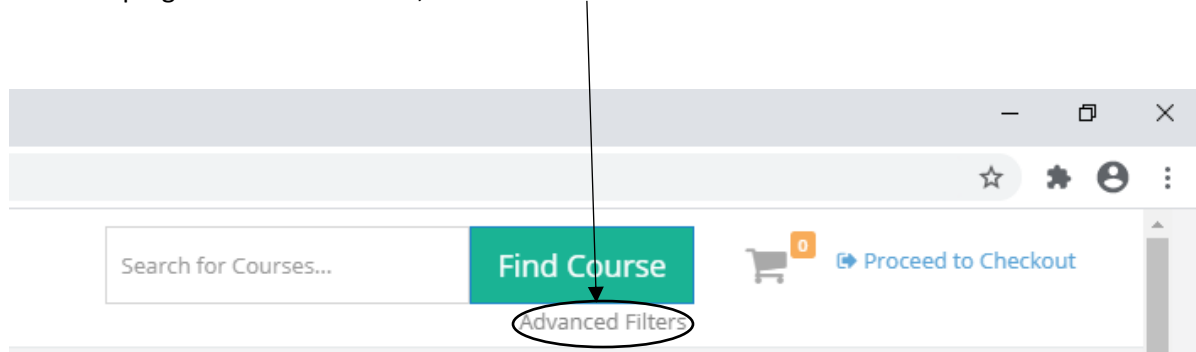 Search for Courses...
Find Course
0
Proceed to Checkout
Advanced Filters